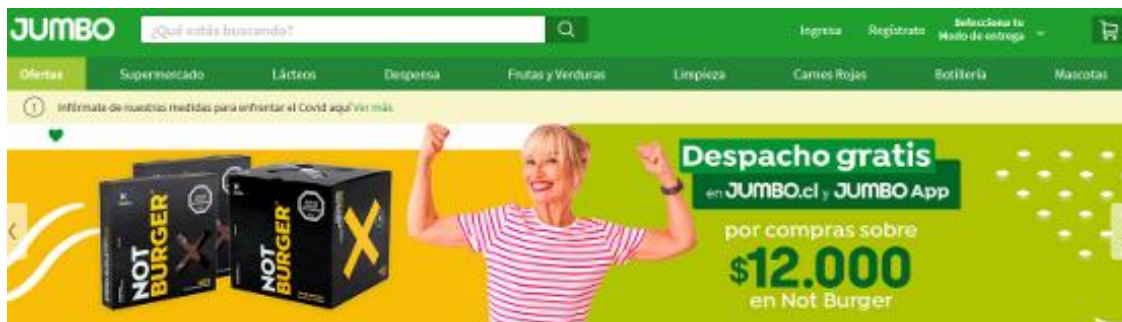 JUMBO
¿Qué estás buscando?
Ingresa
Regístrate
Selecciona tu
Modo de entrega
Ofertas
Supermercado
Lácteos
Despensa
Frutas y Verduras
Limpieza
Carnes Rojas
Botillería
Mascotas
Infórmate de nuestras medidas para enfrentar el Covid aquí Ver más
NOT
BURGER
NOT
BURGER
Despacho gratis
en JUMBO.cl y JUMBO App
por compras sobre
$12.000
en Not Burger